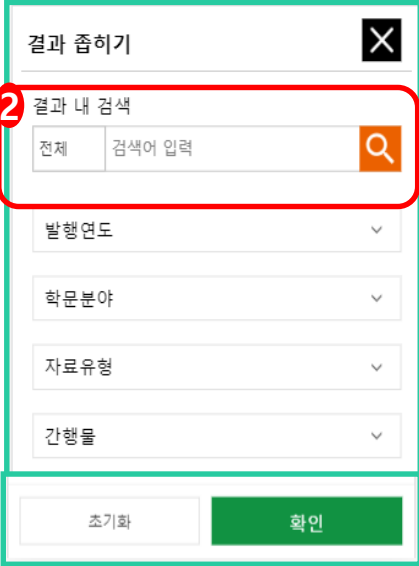 결과 좁히기
2 결과 내 검색
전체 검색어 입력
발행연도
학문분야
자료유형
간행물
초기화 확인